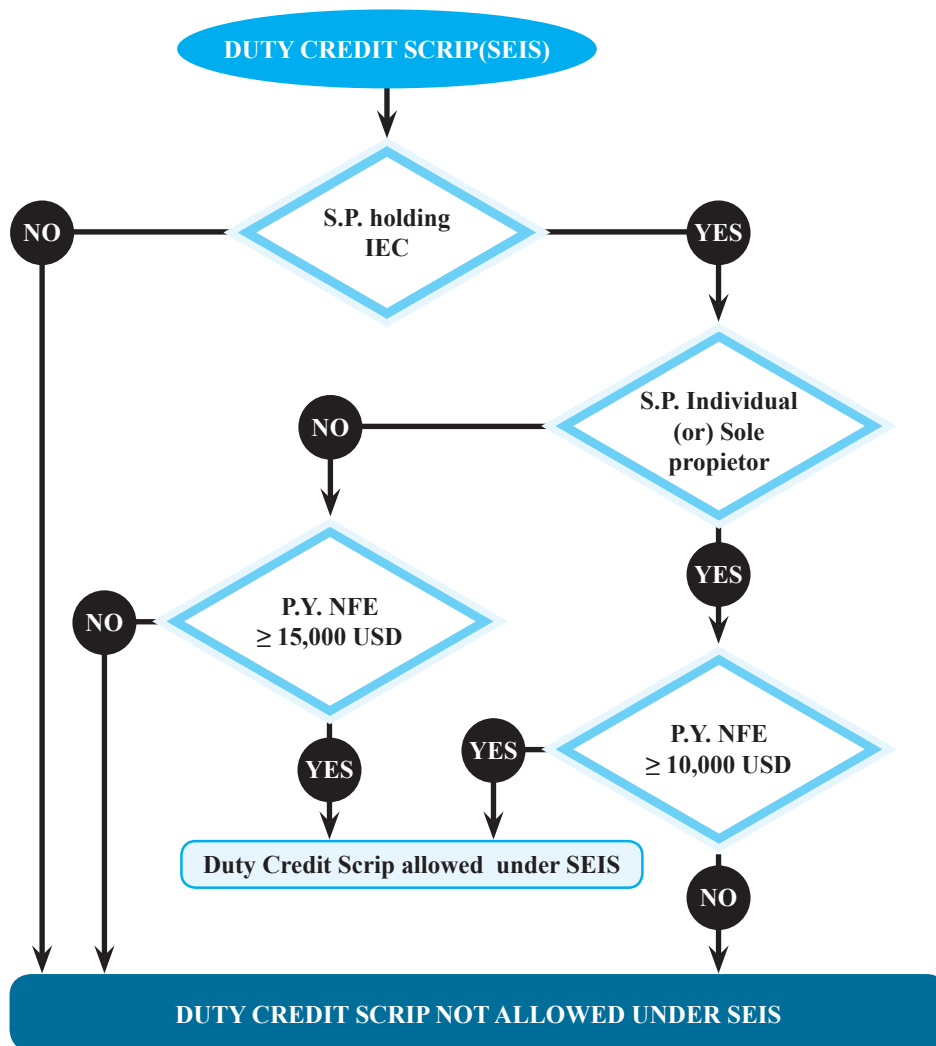 DUTY CREDIT SCRIP(SEIS)
S.P. holding
IEC
NO
YES
S.P. Individual
(or) Sole
propietor
NO
YES
P.Y. NFE
≥ 15,000 USD
NO
YES
P.Y. NFE
≥ 10,000 USD
YES
NO
Duty Credit Scrip allowed under SEIS
DUTY CREDIT SCRIP NOT ALLOWED UNDER SEIS